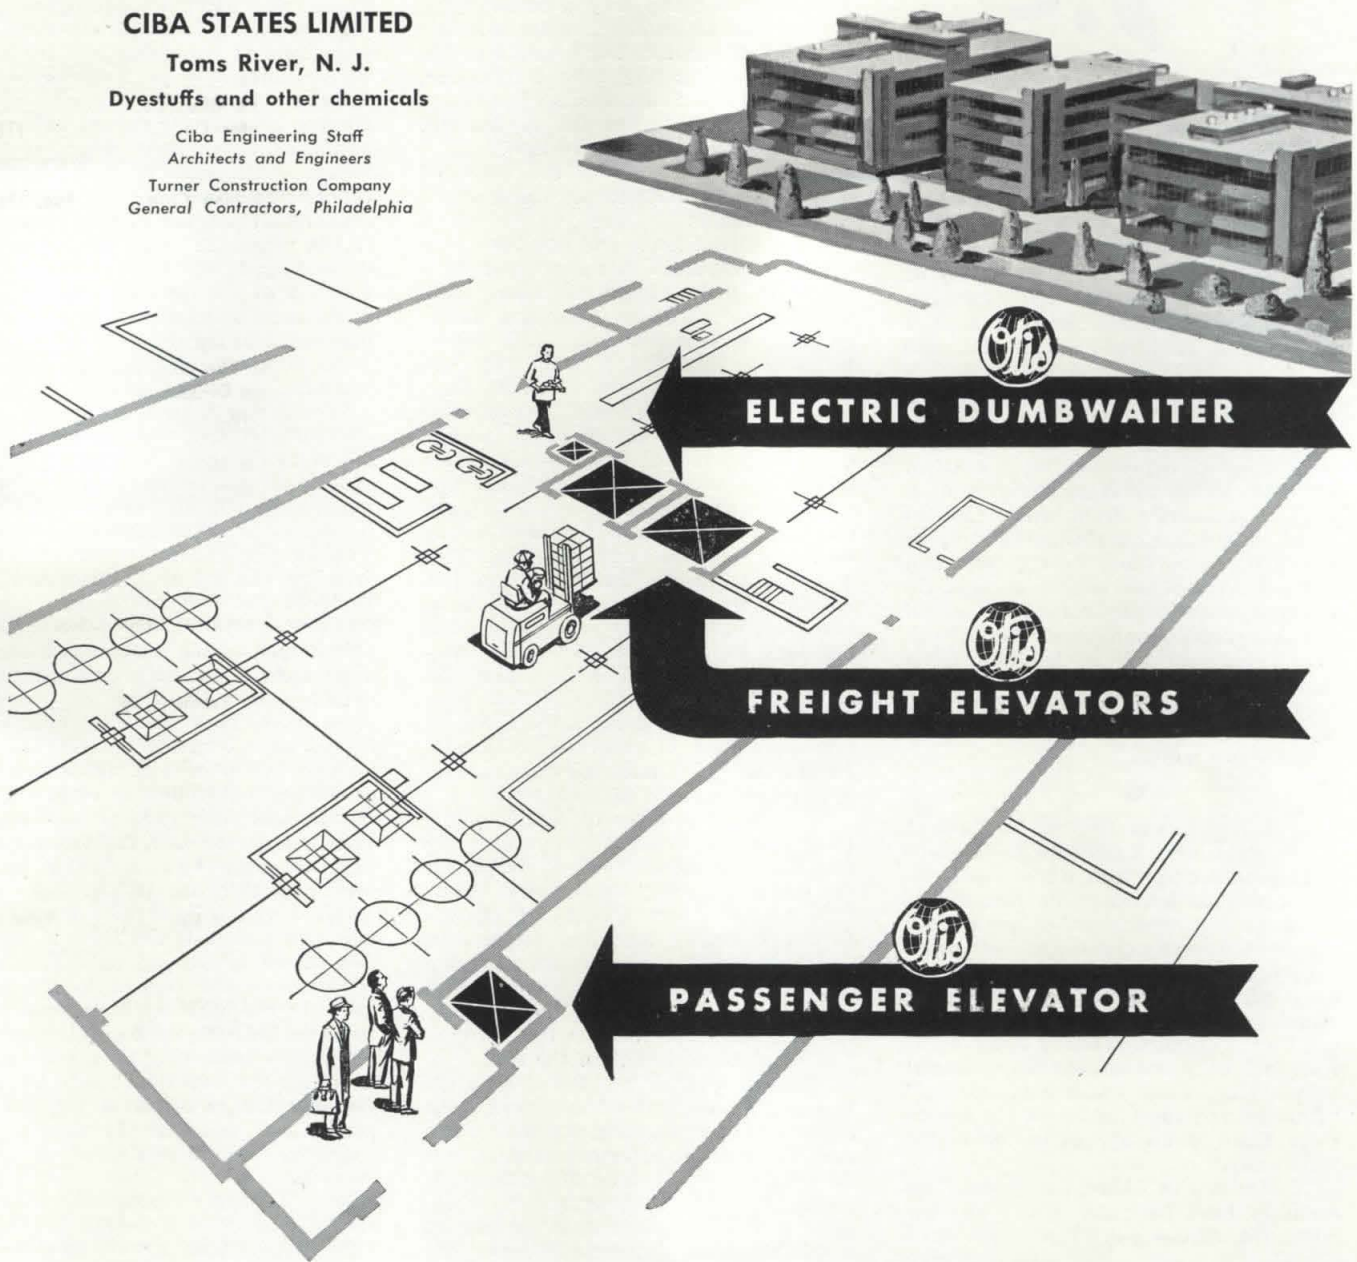 CIBA STATES LIMITED
Toms River, N. J.
Dyestuffs and other chemicals
Ciba Engineering Staff
Architects and Engineers
Turner Construction Company
General Contractors, Philadelphia
Otis
ELECTRIC DUMBWAITER
Otis
FREIGHT ELEVATORS
Otis
PASSENGER ELEVATOR